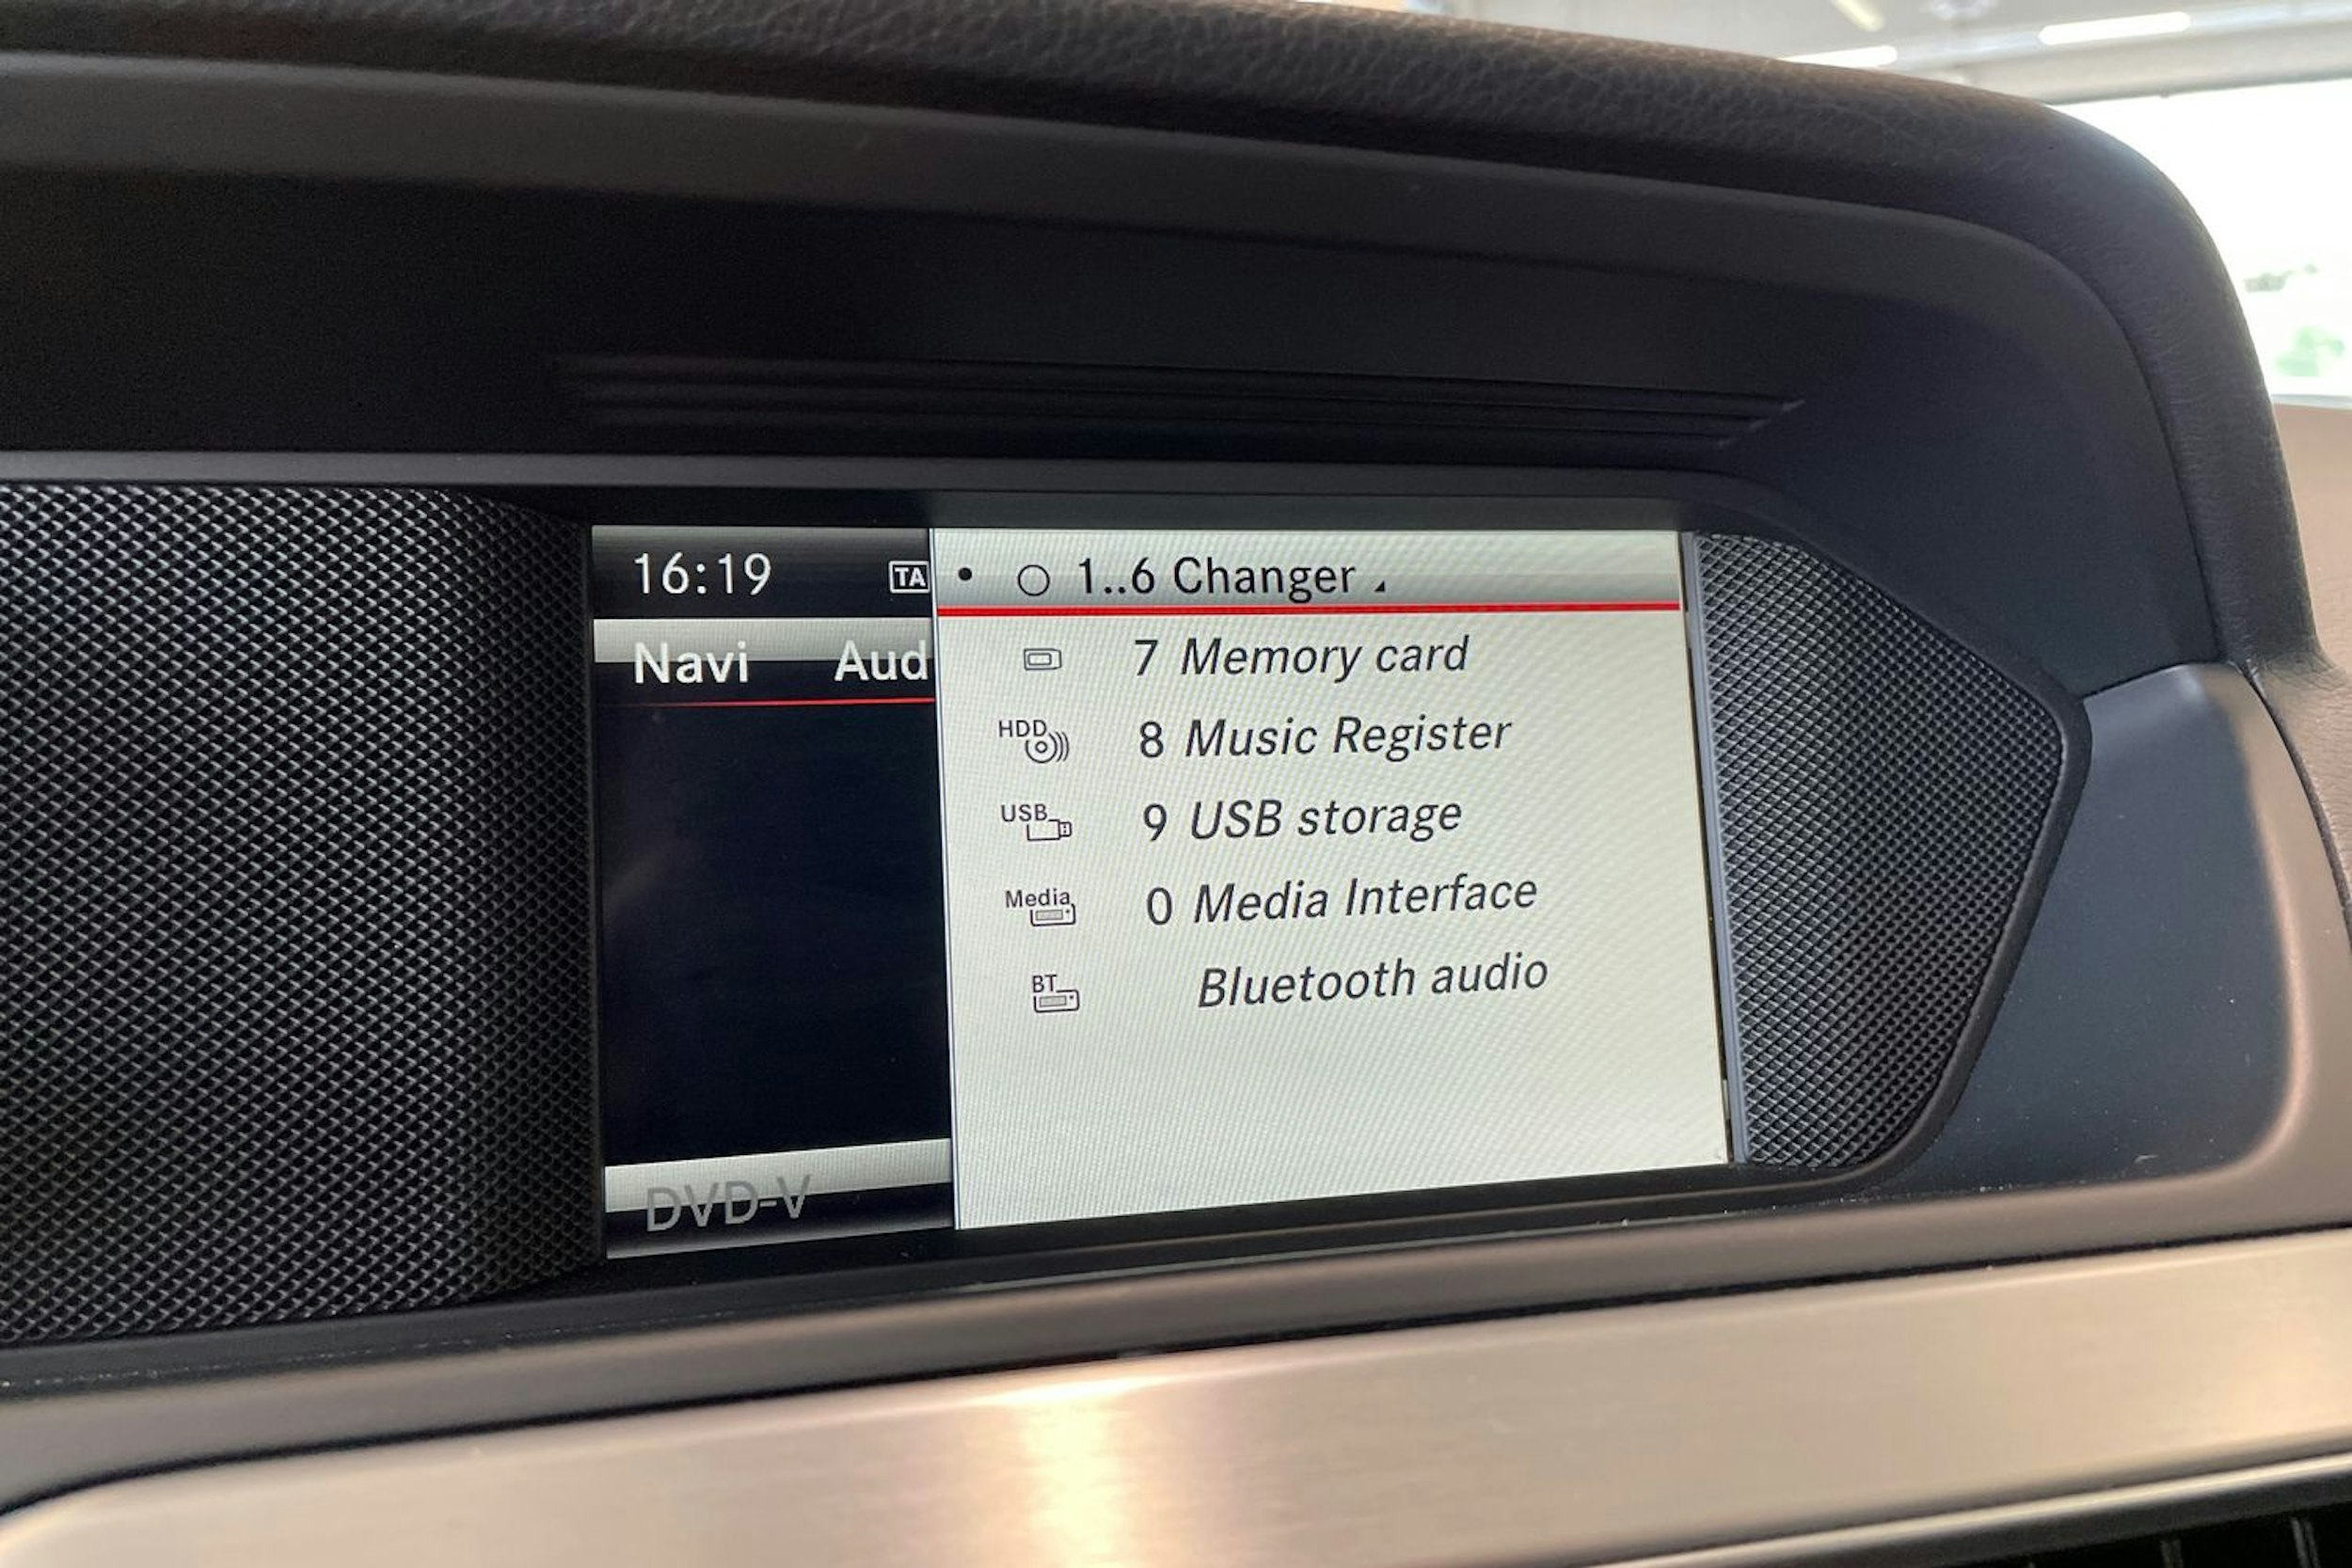 16:19 TA
Navi Aud
DVD-V
• 1..6 Changer
7 Memory card
HDD 8 Music Register
USB 9 USB storage
Media 0 Media Interface
BT Bluetooth audio